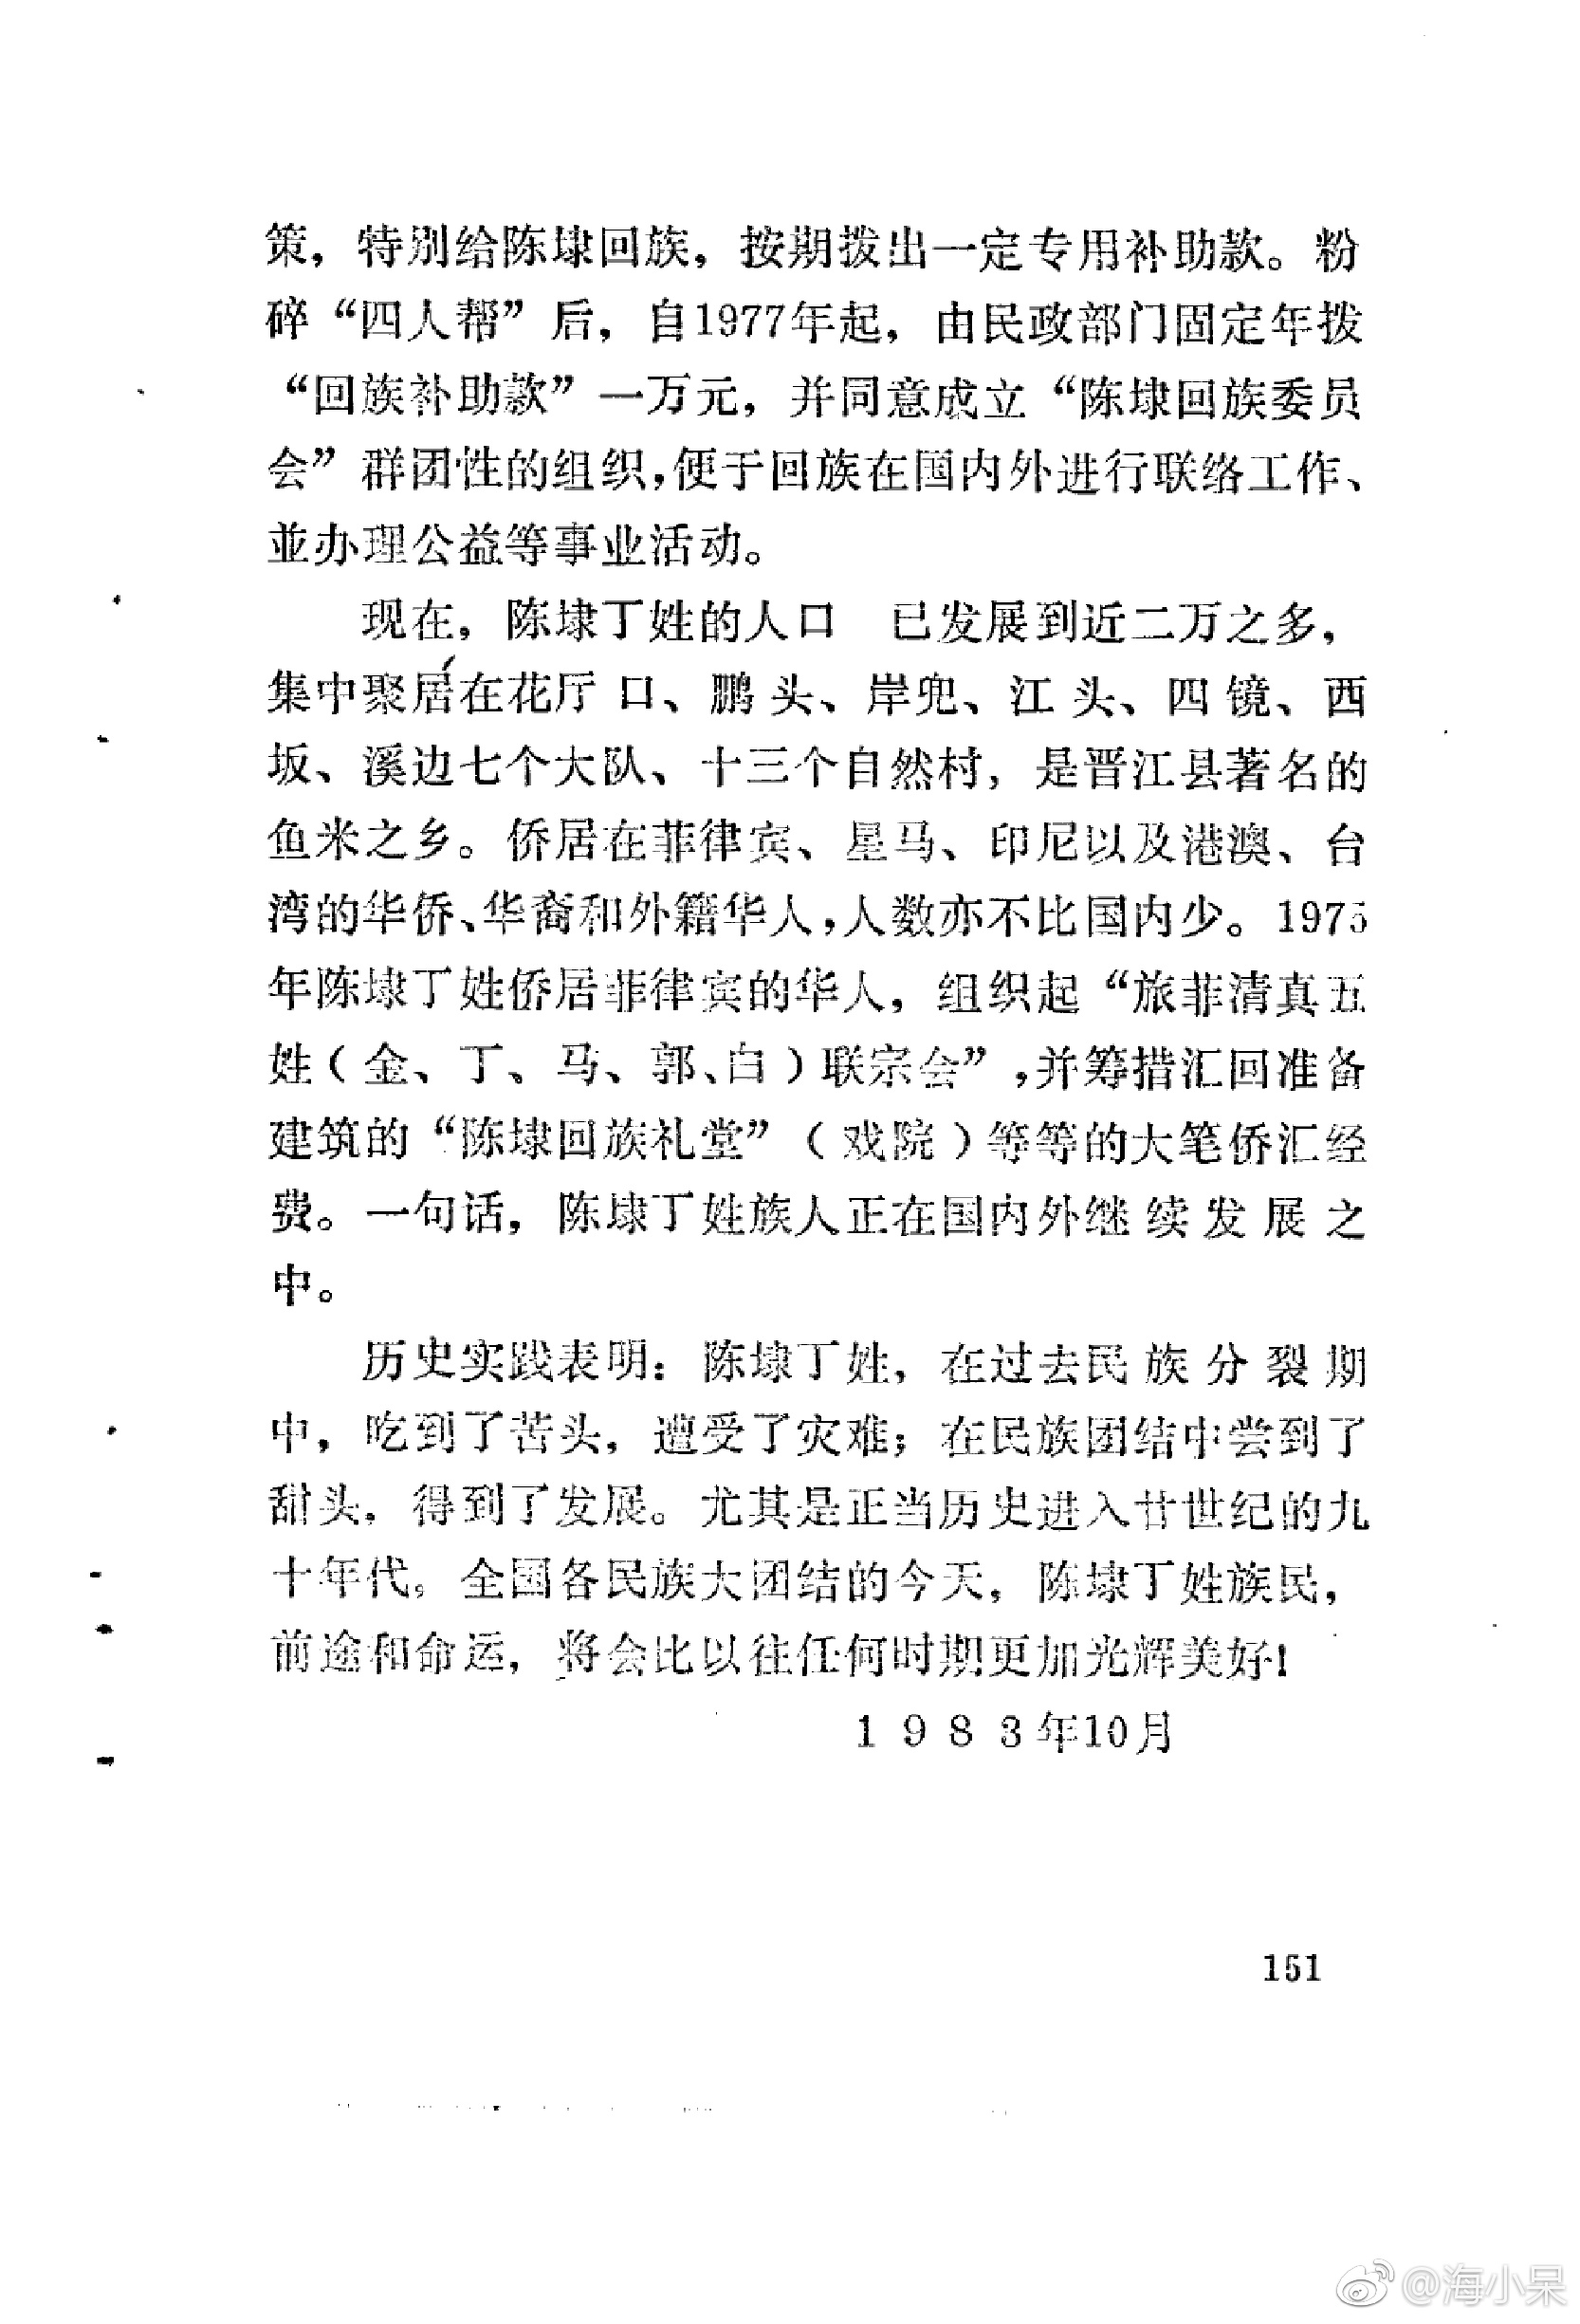 策，特别给陈埭回族，按期拨出一定专用补助款。粉
碎“四人帮”后，自1977年起，由民政部门固定年拨
“回族补助款”一万元，并同意成立“陈埭回族委员
会”群团性的组织，便于回族在国内外进行联络工作、
並办理公益等事业活动。
现在，陈埭丁姓的人口　已发展到近二万之多，
集中聚居在花厅口、鹏头、岸兜、江头、四镜、西
坂、溪边七个大队、十三个自然村，是晋江县著名的
鱼米之乡。侨居在菲律宾、星马、印尼以及港澳、台
湾的华侨、华裔和外籍华人，人数亦不比国内少。1975
年陈埭丁姓侨居菲律宾的华人，组织起“旅菲清真五
姓（金、丁、马、郭、白）联宗会”，并筹措汇回准备
建筑的“陈埭回族礼堂”（戏院）等等的大笔侨汇经
费。一句话，陈埭丁姓族人正在国内外继续发展之
中。
历史实践表明：陈埭丁姓，在过去民族分裂期
中，吃到了苦头，遭受了灾难；在民族团结中尝到了
甜头，得到了发展。尤其是正当历史进入廿世纪的九
十年代，全国各民族大团结的今天，陈埭丁姓族民，
前途和命运，将会比以往任何时期更加光辉美好！
1983年10月
151
@海小呆